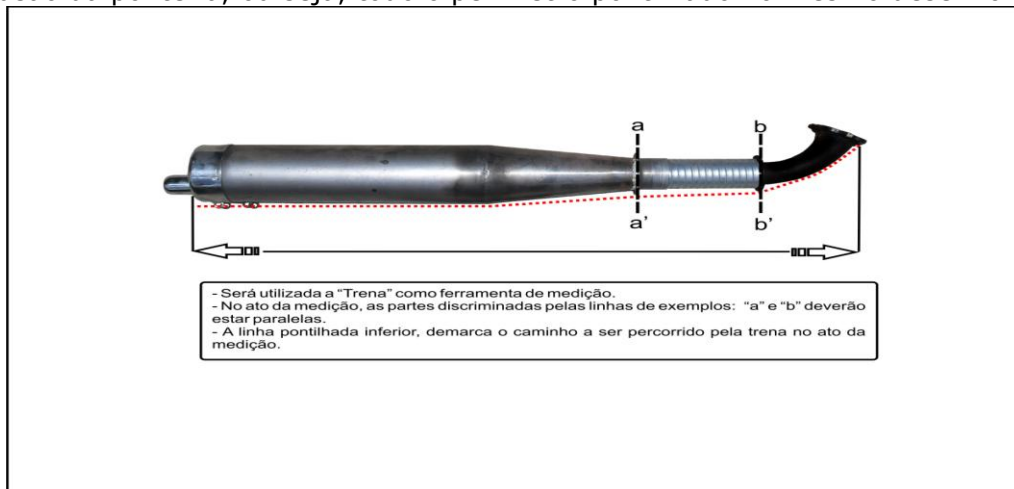 a b
a' b'
- Será utilizada a “Trena” como ferramenta de medição.
- No ato da medição, as partes discriminadas pelas linhas de exemplos: “a” e “b” deverão
estar paralelas.
- A linha pontilhada inferior, demarca o caminho a ser percorrido pela trena no ato da
medição.